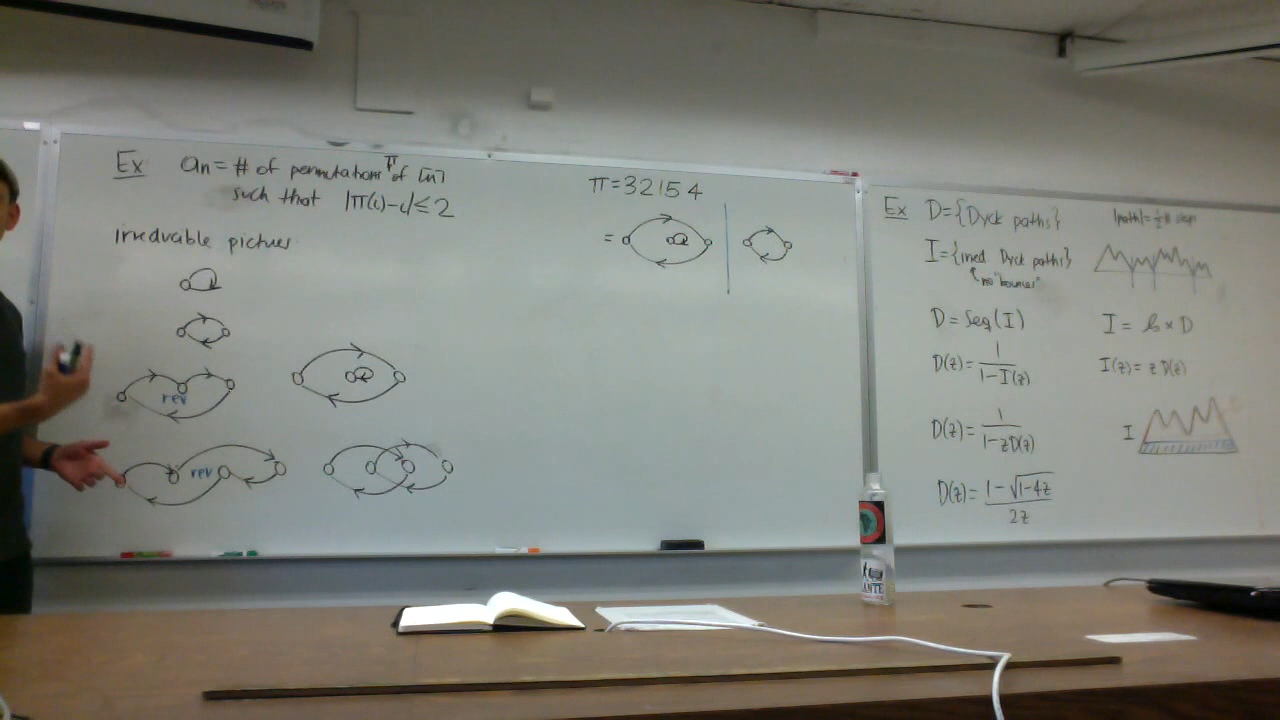 Ex an = # of permutations π of [n]
such that |π(i)-i| ≤ 2
irreducible pictures
rev
rev
π = 32154
=
Ex D = {Dyck paths}
|path| = ½ # steps
I = {irred Dyck paths}
no "bounces"
D = Seq(I)
I = b × D
D(z) = 1/(1-I(z))
I(z) = z D(z)
D(z) = 1/(1-zD(z))
I
D(z) = (1-√(1-4z))/2z